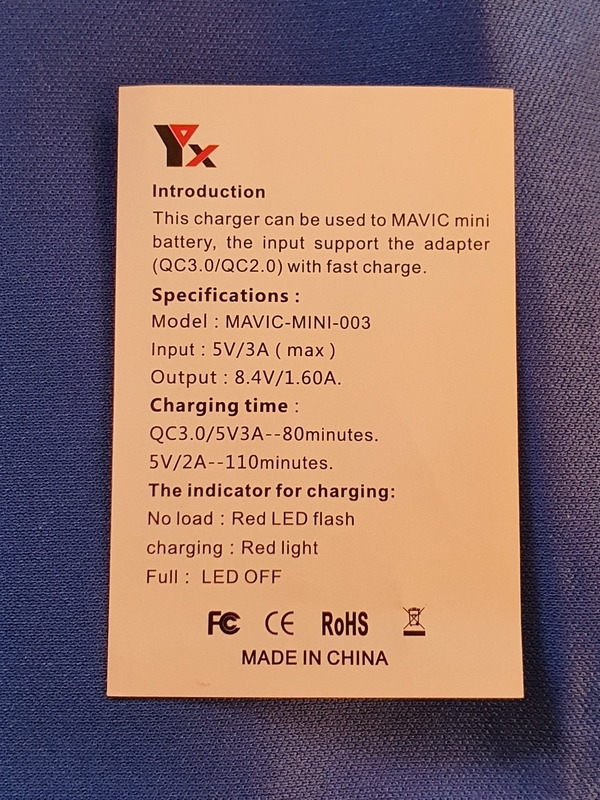 Yx
Introduction
This charger can be used to MAVIC mini
battery, the input support the adapter
(QC3.0/QC2.0) with fast charge.
Specifications :
Model : MAVIC-MINI-003
Input : 5V/3A ( max )
Output : 8.4V/1.60A.
Charging time :
QC3.0/5V3A--80minutes.
5V/2A--110minutes.
The indicator for charging:
No load : Red LED flash
charging : Red light
Full : LED OFF
FC CE RoHS
MADE IN CHINA